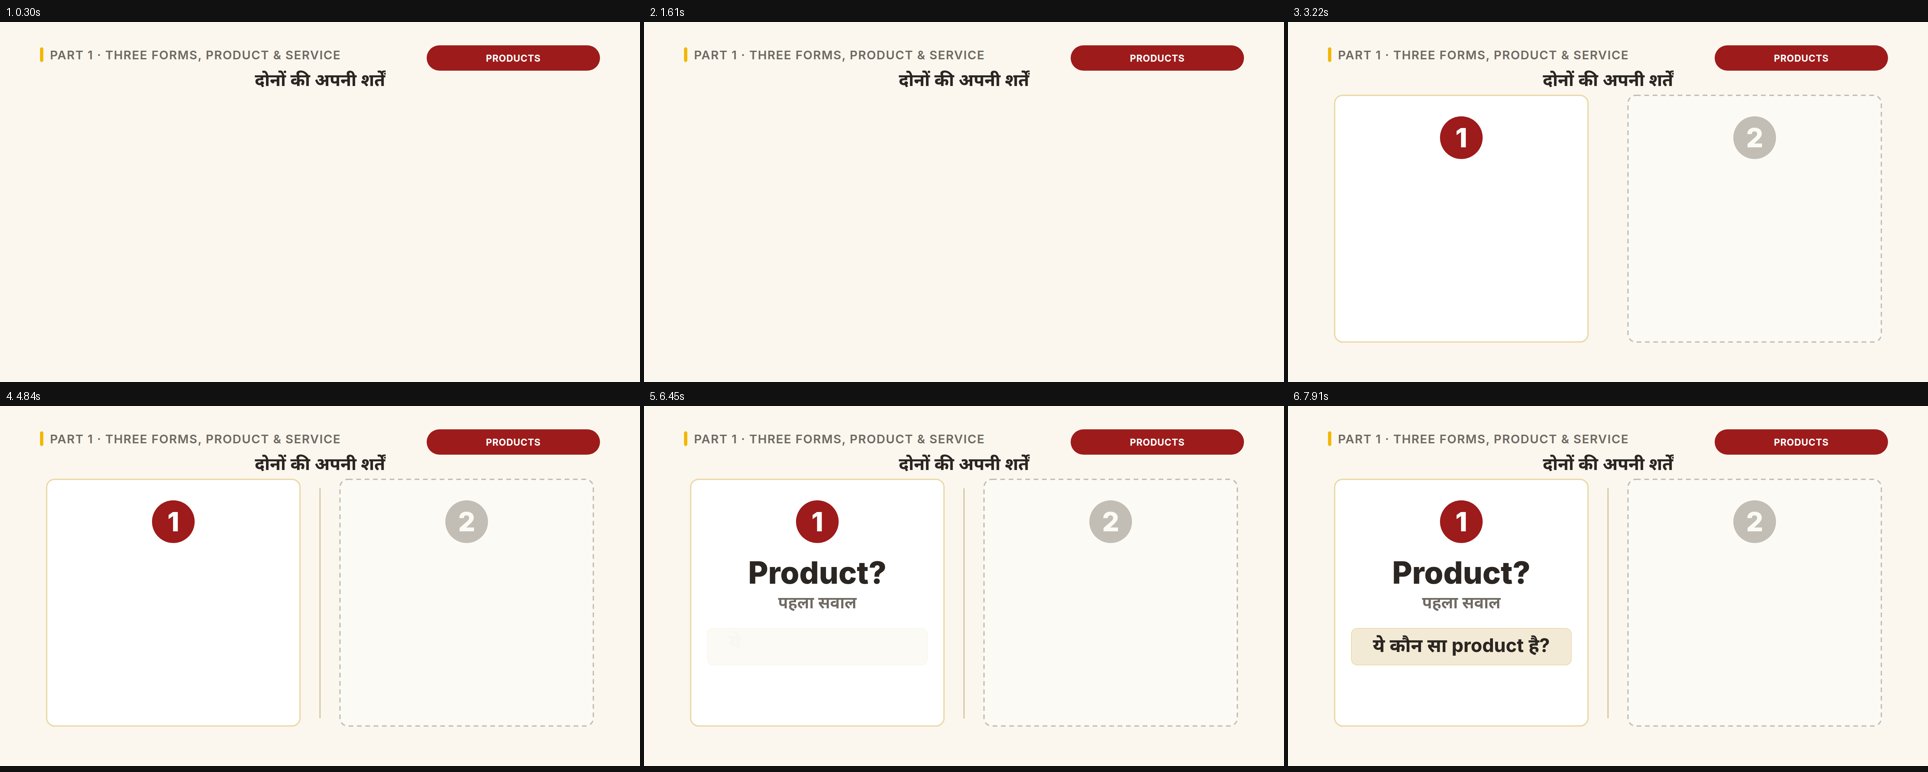 1. 0.30s
PART 1 · THREE FORMS, PRODUCT & SERVICE
PRODUCTS
दोनों की अपनी शर्तें
2. 1.61s
PART 1 · THREE FORMS, PRODUCT & SERVICE
PRODUCTS
दोनों की अपनी शर्तें
3. 3.22s
PART 1 · THREE FORMS, PRODUCT & SERVICE
PRODUCTS
दोनों की अपनी शर्तें
1
2
4. 4.84s
PART 1 · THREE FORMS, PRODUCT & SERVICE
PRODUCTS
दोनों की अपनी शर्तें
1
2
5. 6.45s
PART 1 · THREE FORMS, PRODUCT & SERVICE
PRODUCTS
दोनों की अपनी शर्तें
1
Product?
पहला सवाल
ये
2
6. 7.91s
PART 1 · THREE FORMS, PRODUCT & SERVICE
PRODUCTS
दोनों की अपनी शर्तें
1
Product?
पहला सवाल
ये कौन सा product है?
2